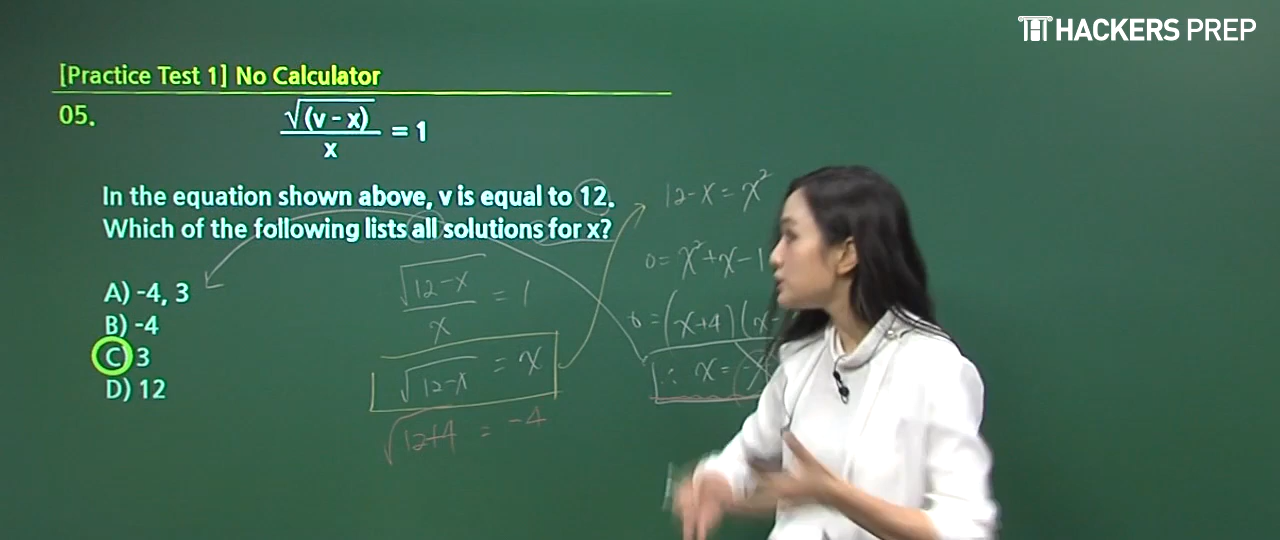 HACKERS PREP
[Practice Test 1] No Calculator
05.
√(v - x)
x
= 1
In the equation shown above, v is equal to 12.
Which of the following lists all solutions for x?
A) -4, 3
B) -4
C) 3
D) 12
√12-x
x
= 1
√12-x = x
√12+4 = -4
12-x = x²
0 = x²+x-1
0 = (x+4)(x-
∴ x =